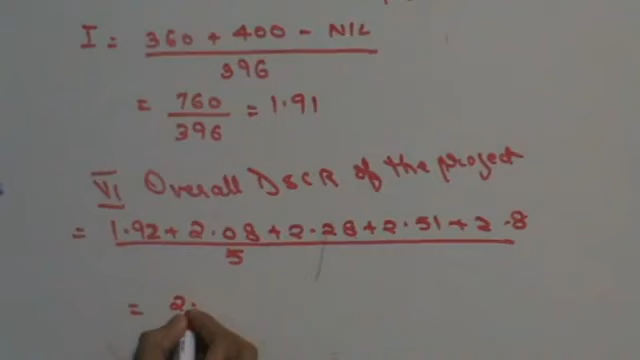 I = 360 + 400 - NIL
396
= 760 = 1.91
396
VI Overall DSCR of the project
= 1.92 + 2.08 + 2.28 + 2.51 + 2.8
5
= 2.